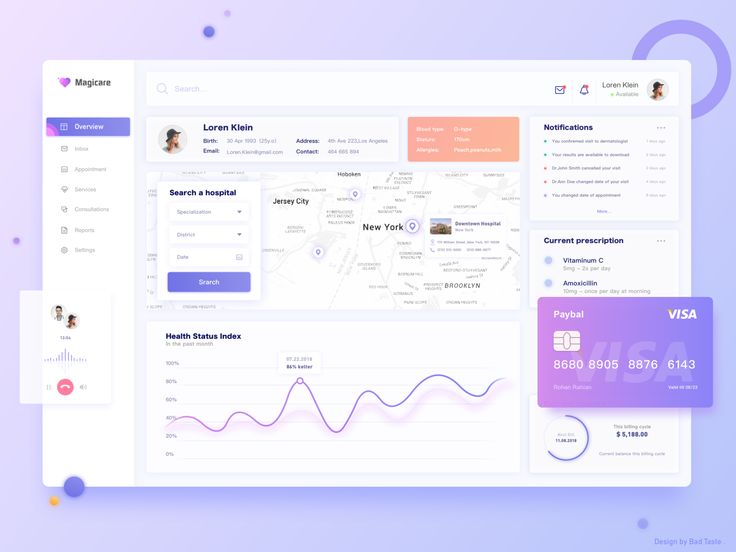 Magicare
Search...
Loren Klein
Available
Overview
Inbox
Appointment
Services
Consultations
Reports
Settings
Loren Klein
Birth: 30 Apr 1993 (25y.o)
Address: 4th Ave 223,Los Angeles
Email: Loren.Klein@gmail.com
Contact: 464 665 894
Blood type: O-type
Stature: 170cm
Allergies: Peach,peanuts,milk
Notifications
You confirmed visit to dermatologist
7 days ago
Your results are available to download
Dr.John Smith cancelled your visit
Dr.Ann Doe changed date of your visit
You changed date of appointment
More...
Search a hospital
Specialization
District
Date
Search
Hoboken
Jersey City
New York
BROOKLYN
Downtown Hospital
New York
Current prescription
Vitaminum C
5mg – 2x per day
Amoxicillin
10mg – once per day at morning
Paybal
VISA
VISA
8680 8905 8876 6143
Rohan Raman
12:04
Health Status Index
In the past month
07.22.2018
86% better
100%
80%
60%
40%
20%
0%
11.08.2018
This billing cycle
$ 5,188.00
Current balance this billing cycle
Design by Bad Taste .